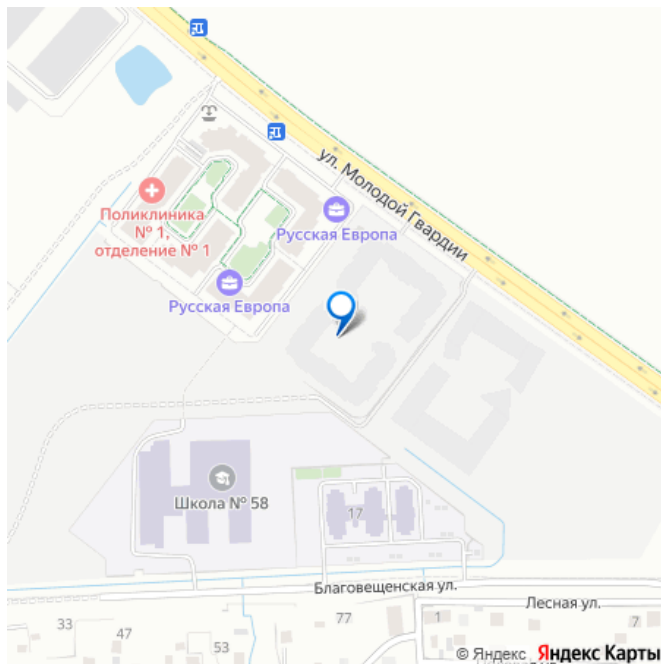 ул. Молодой Гвардии
Поликлиника
№ 1,
отделение № 1
Русская Европа
Русская Европа
Школа № 58
17
Благовещенская ул.
Лесная ул.
33
47
53
77
1
7
© Яндекс Яндекс Карты